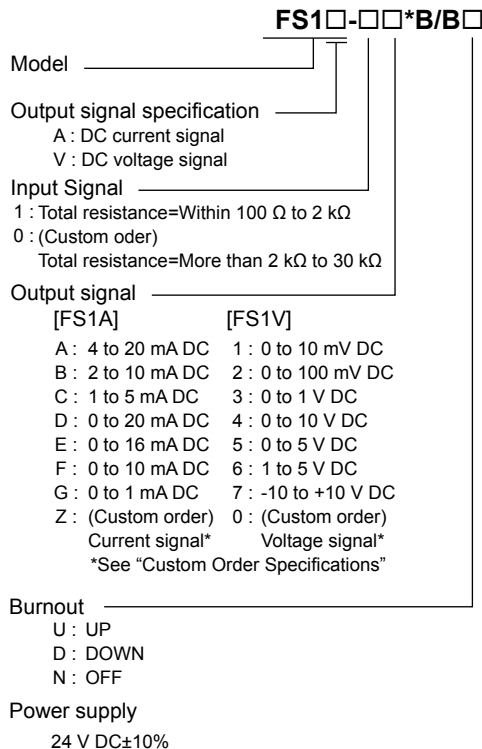 FS1□-□□*B/B□
Model
Output signal specification
A : DC current signal
V : DC voltage signal
Input Signal
1 : Total resistance=Within 100 Ω to 2 kΩ
0 : (Custom oder)
Total resistance=More than 2 kΩ to 30 kΩ
Output signal
[FS1A] [FS1V]
A : 4 to 20 mA DC 1 : 0 to 10 mV DC
B : 2 to 10 mA DC 2 : 0 to 100 mV DC
C : 1 to 5 mA DC 3 : 0 to 1 V DC
D : 0 to 20 mA DC 4 : 0 to 10 V DC
E : 0 to 16 mA DC 5 : 0 to 5 V DC
F : 0 to 10 mA DC 6 : 1 to 5 V DC
G : 0 to 1 mA DC 7 : -10 to +10 V DC
Z : (Custom order) 0 : (Custom order)
Current signal* Voltage signal*
*See “Custom Order Specifications”
Burnout
U : UP
D : DOWN
N : OFF
Power supply
24 V DC±10%